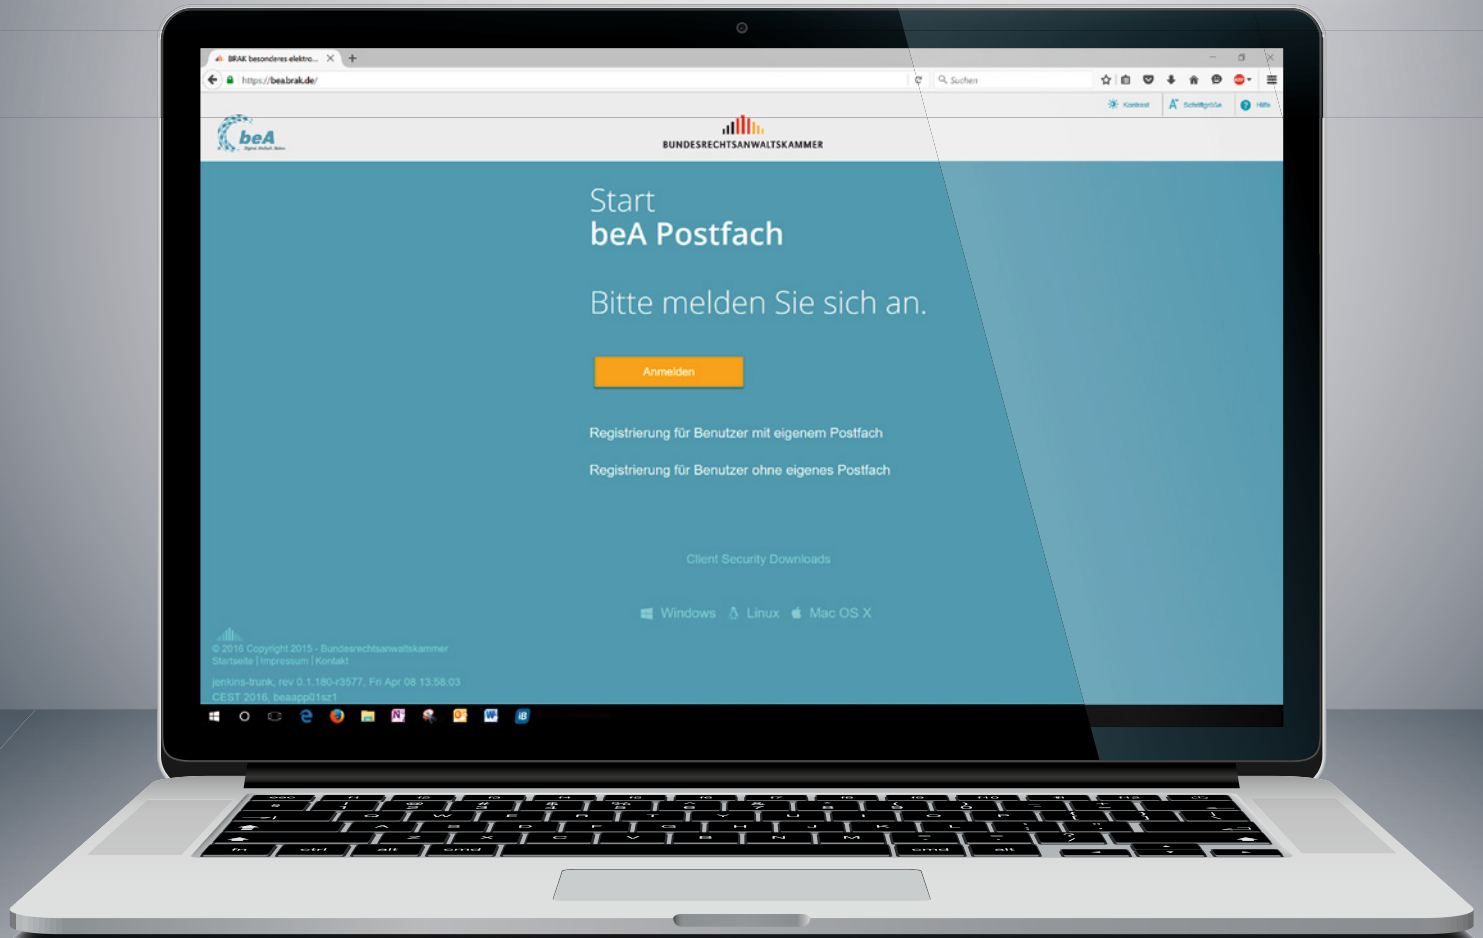 BRAK besonderes elektro...
https://bea.brak.de/
Suchen
Kontrast
Schriftgröße
Hilfe
beA
BUNDESRECHTSANWALTSKAMMER
Start
beA Postfach
Bitte melden Sie sich an.
Anmelden
Registrierung für Benutzer mit eigenem Postfach
Registrierung für Benutzer ohne eigenes Postfach
Client Security Downloads
Windows Linux Mac OS X
© 2016 Copyright 2015 - Bundesrechtsanwaltskammer
Startseite | Impressum | Kontakt
jenkins-trunk, rev 0.1.180-r3577, Fri Apr 08 13:58:03
CEST 2016, beaapp01sz1
fn ctrl alt cmd cmd alt